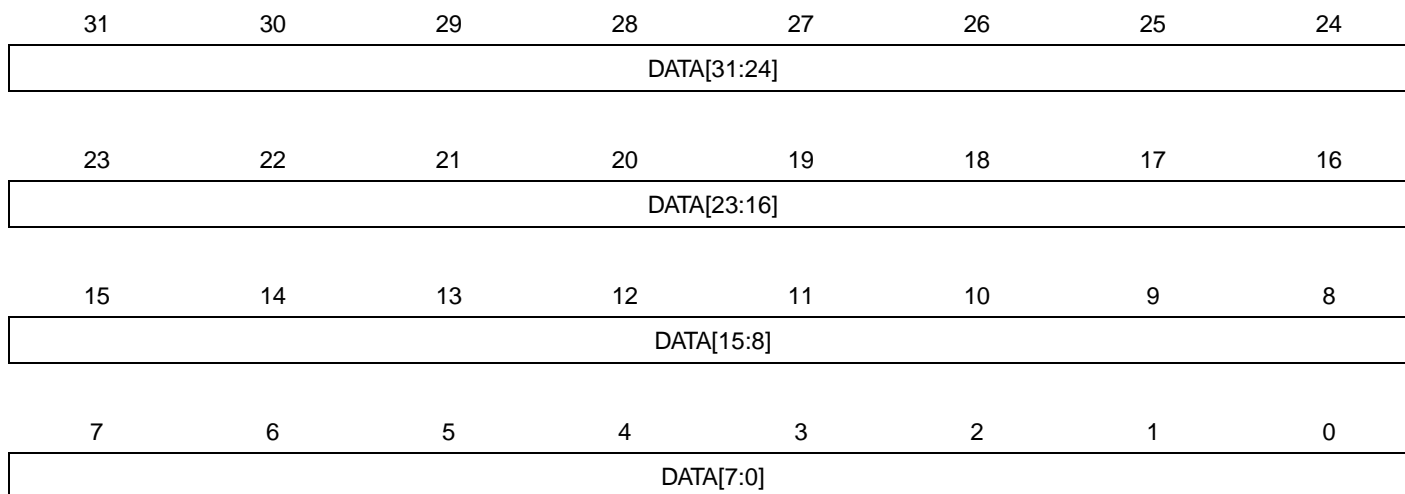 31 30 29 28 27 26 25 24
DATA[31:24]
23 22 21 20 19 18 17 16
DATA[23:16]
15 14 13 12 11 10 9 8
DATA[15:8]
7 6 5 4 3 2 1 0
DATA[7:0]